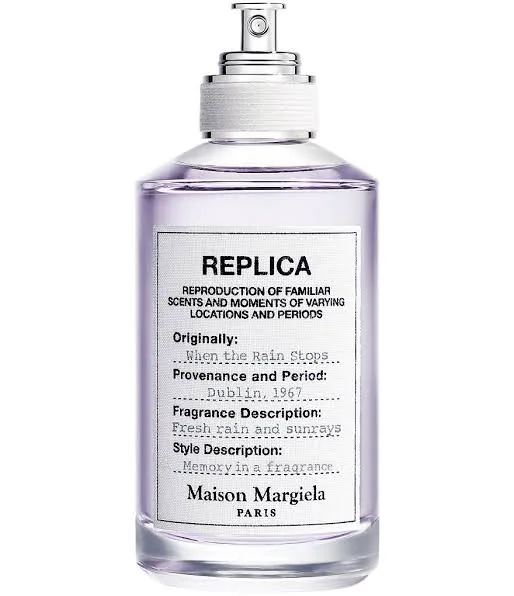 REPLICA
REPRODUCTION OF FAMILIAR
SCENTS AND MOMENTS OF VARYING
LOCATIONS AND PERIODS
Originally:
When the Rain Stops
Provenance and Period:
Dublin, 1967
Fragrance Description:
Fresh rain and sunrays
Style Description:
Memory in a fragrance
Maison Margiela
PARIS